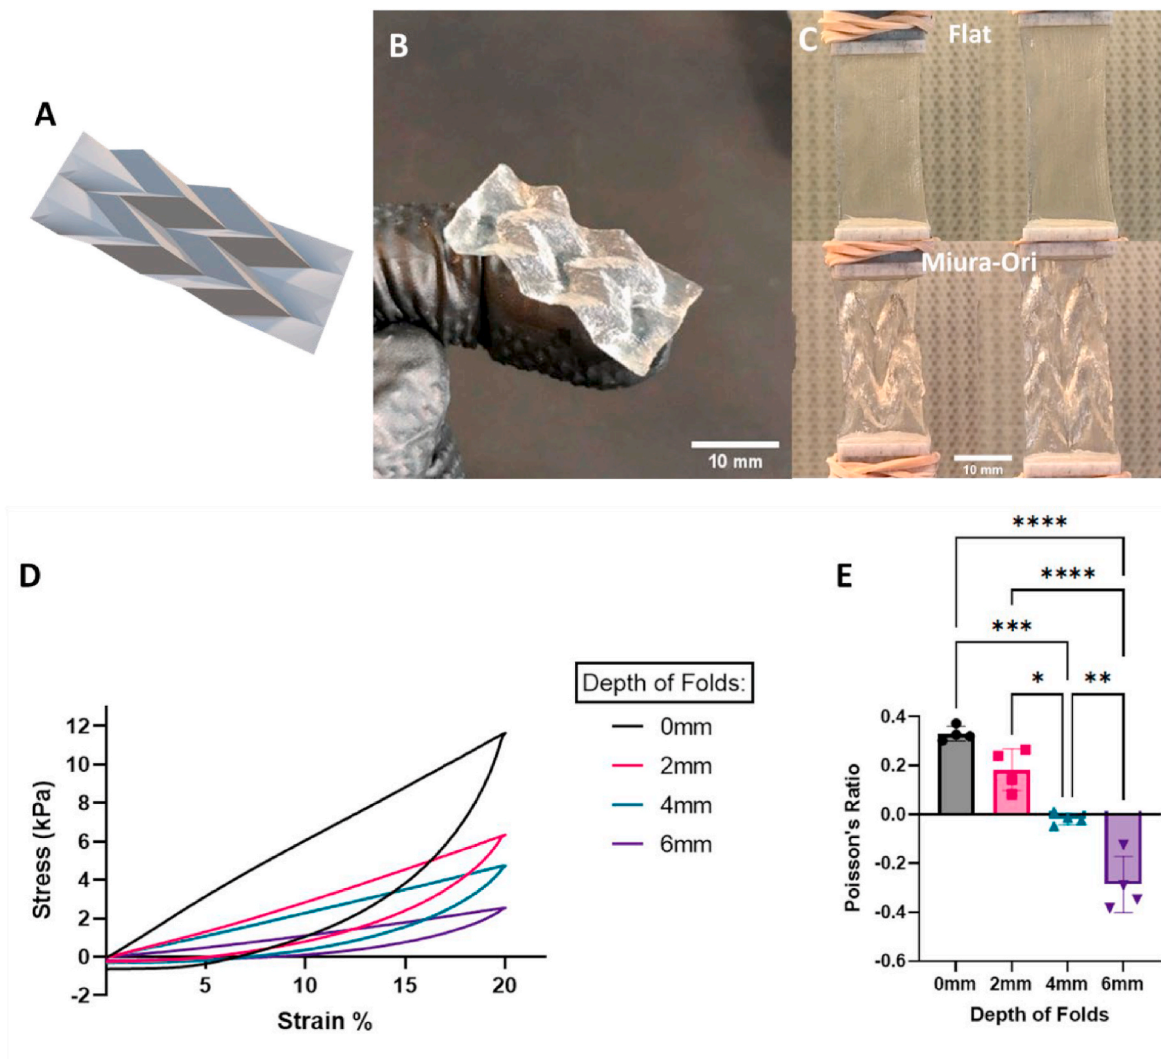 A
B
10 mm
C
Flat
Miura-Ori
10 mm
D
Stress (kPa)
12
10
8
6
4
2
0
-2
5
10
15
20
Strain %
Depth of Folds:
0mm
2mm
4mm
6mm
E
****
****
***
*
**
Poisson's Ratio
0.4
0.2
0.0
-0.2
-0.4
-0.6
0mm
2mm
4mm
6mm
Depth of Folds